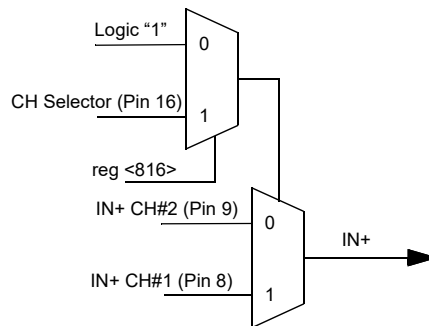 Logic “1”
0
CH Selector (Pin 16)
1
reg <816>
IN+ CH#2 (Pin 9)
0
IN+
IN+ CH#1 (Pin 8)
1